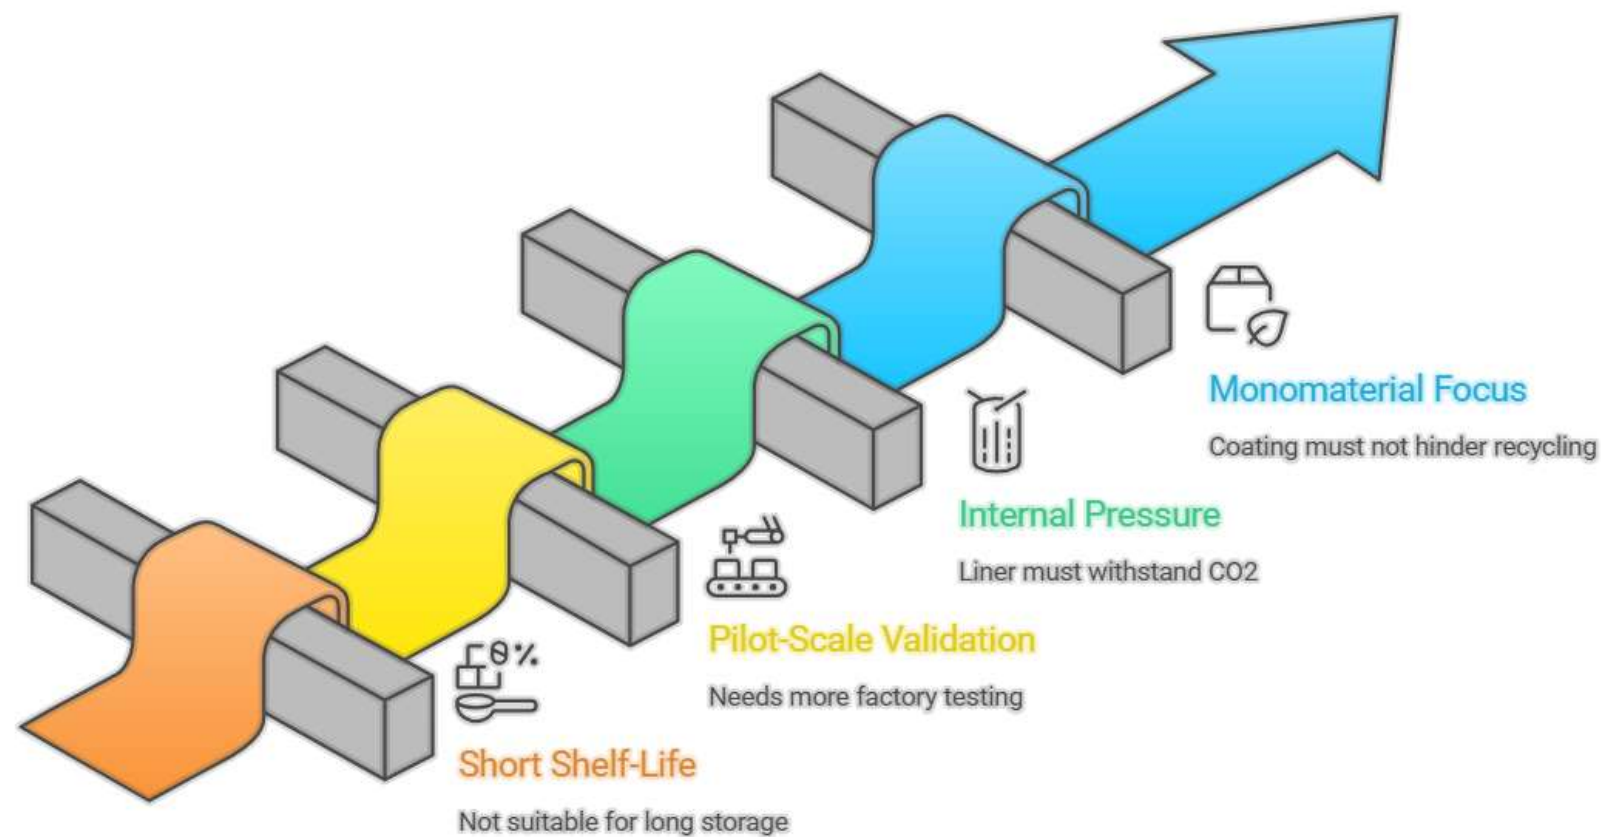 Monomaterial Focus
Coating must not hinder recycling
Internal Pressure
Liner must withstand CO2
Pilot-Scale Validation
Needs more factory testing
0%
Short Shelf-Life
Not suitable for long storage